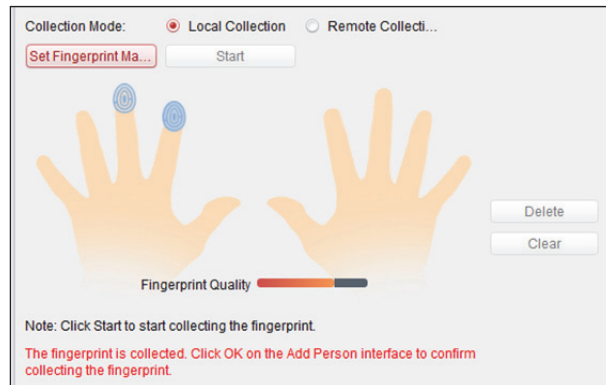 Collection Mode: Local Collection Remote Collecti...
Set Fingerprint Ma... Start
Delete
Clear
Fingerprint Quality
Note: Click Start to start collecting the fingerprint.
The fingerprint is collected. Click OK on the Add Person interface to confirm
collecting the fingerprint.